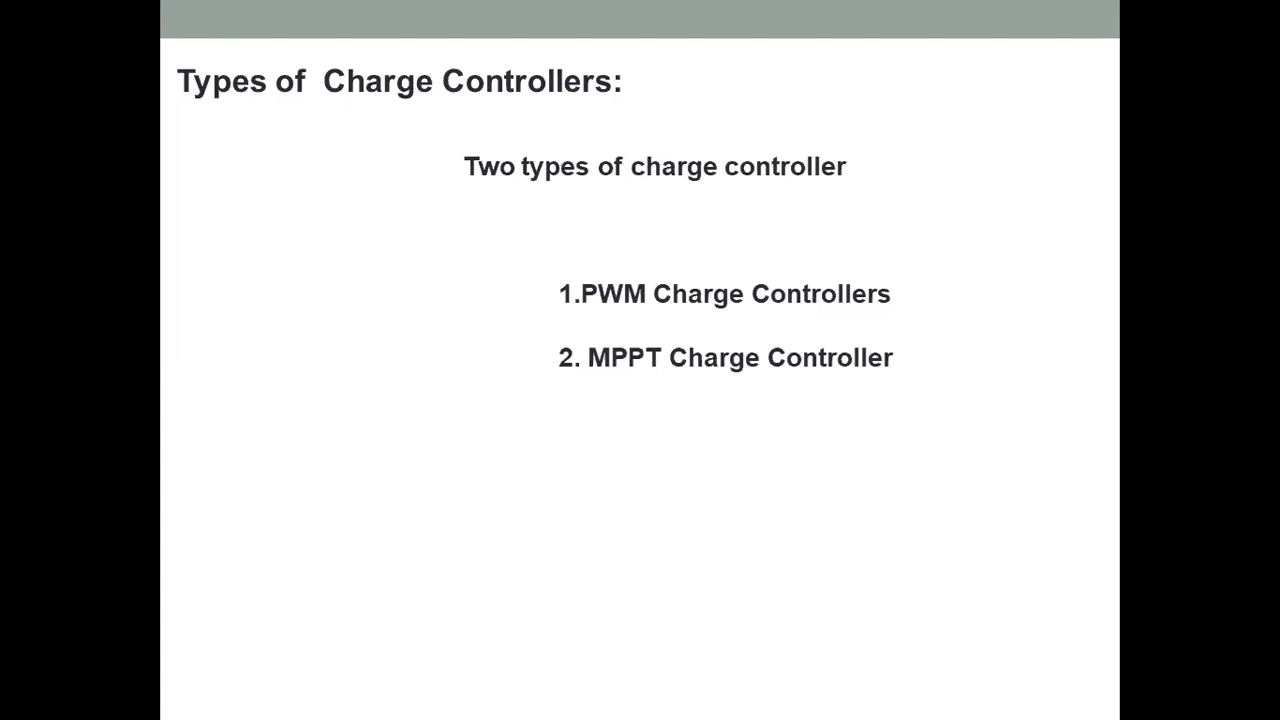 Types of  Charge Controllers:
Two types of charge controller
1.PWM Charge Controllers
2. MPPT Charge Controller